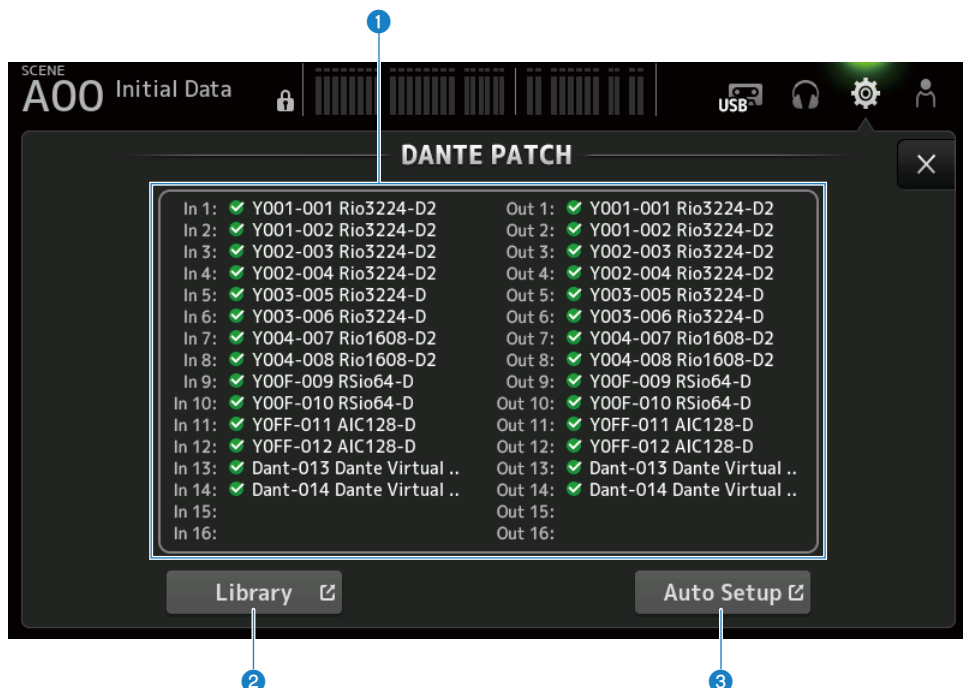 1
SCENE
A00 Initial Data
USB
DANTE PATCH
In 1: Y001-001 Rio3224-D2 Out 1: Y001-001 Rio3224-D2
In 2: Y001-002 Rio3224-D2 Out 2: Y001-002 Rio3224-D2
In 3: Y002-003 Rio3224-D2 Out 3: Y002-003 Rio3224-D2
In 4: Y002-004 Rio3224-D2 Out 4: Y002-004 Rio3224-D2
In 5: Y003-005 Rio3224-D Out 5: Y003-005 Rio3224-D
In 6: Y003-006 Rio3224-D Out 6: Y003-006 Rio3224-D
In 7: Y004-007 Rio1608-D2 Out 7: Y004-007 Rio1608-D2
In 8: Y004-008 Rio1608-D2 Out 8: Y004-008 Rio1608-D2
In 9: Y00F-009 RSio64-D Out 9: Y00F-009 RSio64-D
In 10: Y00F-010 RSio64-D Out 10: Y00F-010 RSio64-D
In 11: Y0FF-011 AIC128-D Out 11: Y0FF-011 AIC128-D
In 12: Y0FF-012 AIC128-D Out 12: Y0FF-012 AIC128-D
In 13: Dant-013 Dante Virtual .. Out 13: Dant-013 Dante Virtual ..
In 14: Dant-014 Dante Virtual .. Out 14: Dant-014 Dante Virtual ..
In 15: Out 15:
In 16: Out 16:
Library Auto Setup
2 3